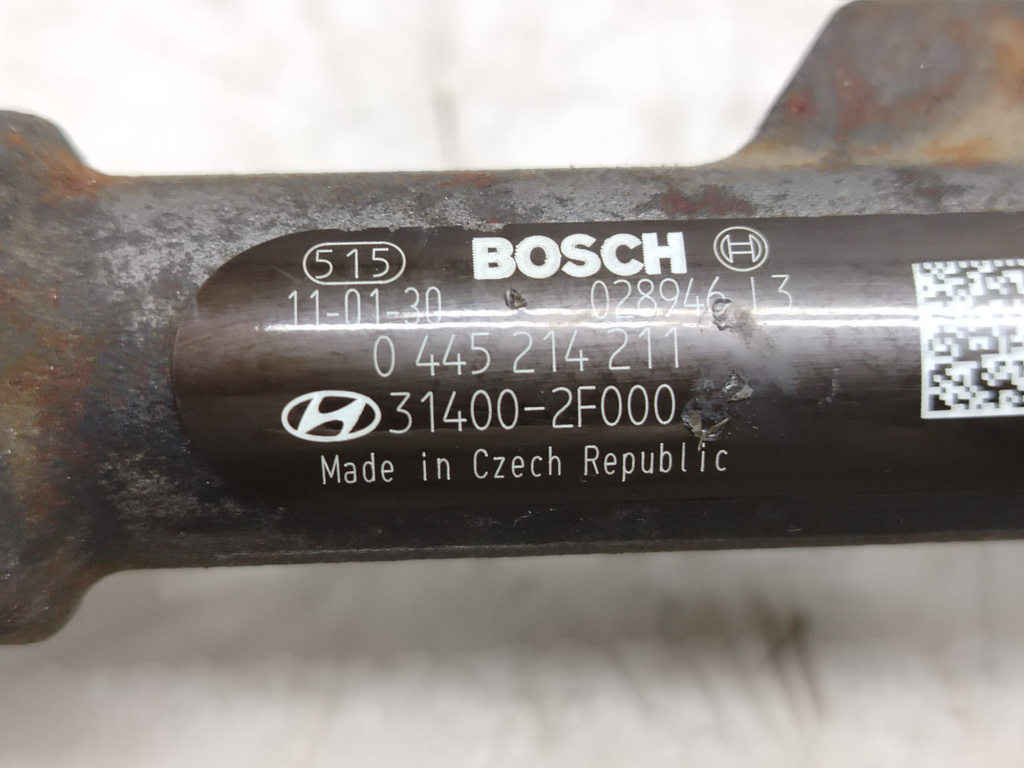 515 BOSCH
11-01-30 028946 13
0 445 214 211
31400-2F000
Made in Czech Republic